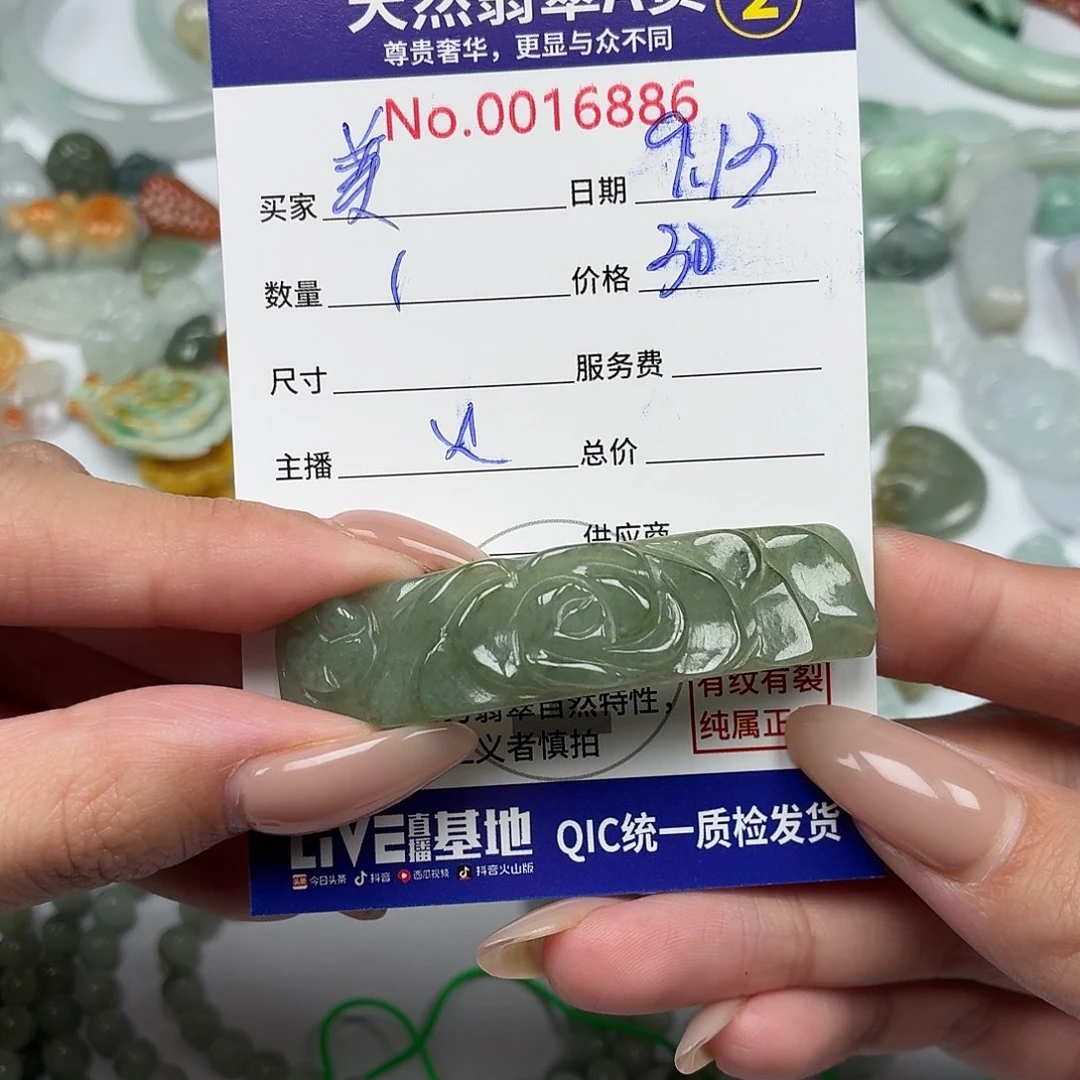 天然翡翠A货 2
尊贵奢华，更显与众不同
No.0016886
买家 姜 日期 9.13
数量 1 价格 30
尺寸 服务费
主播 总价
供应商
翡翠自然特性，
义者慎拍
有纹有裂
纯属正
LIVE直播基地 QIC统一质检发货
头条 今日头条 抖音 西瓜视频 抖音火山版